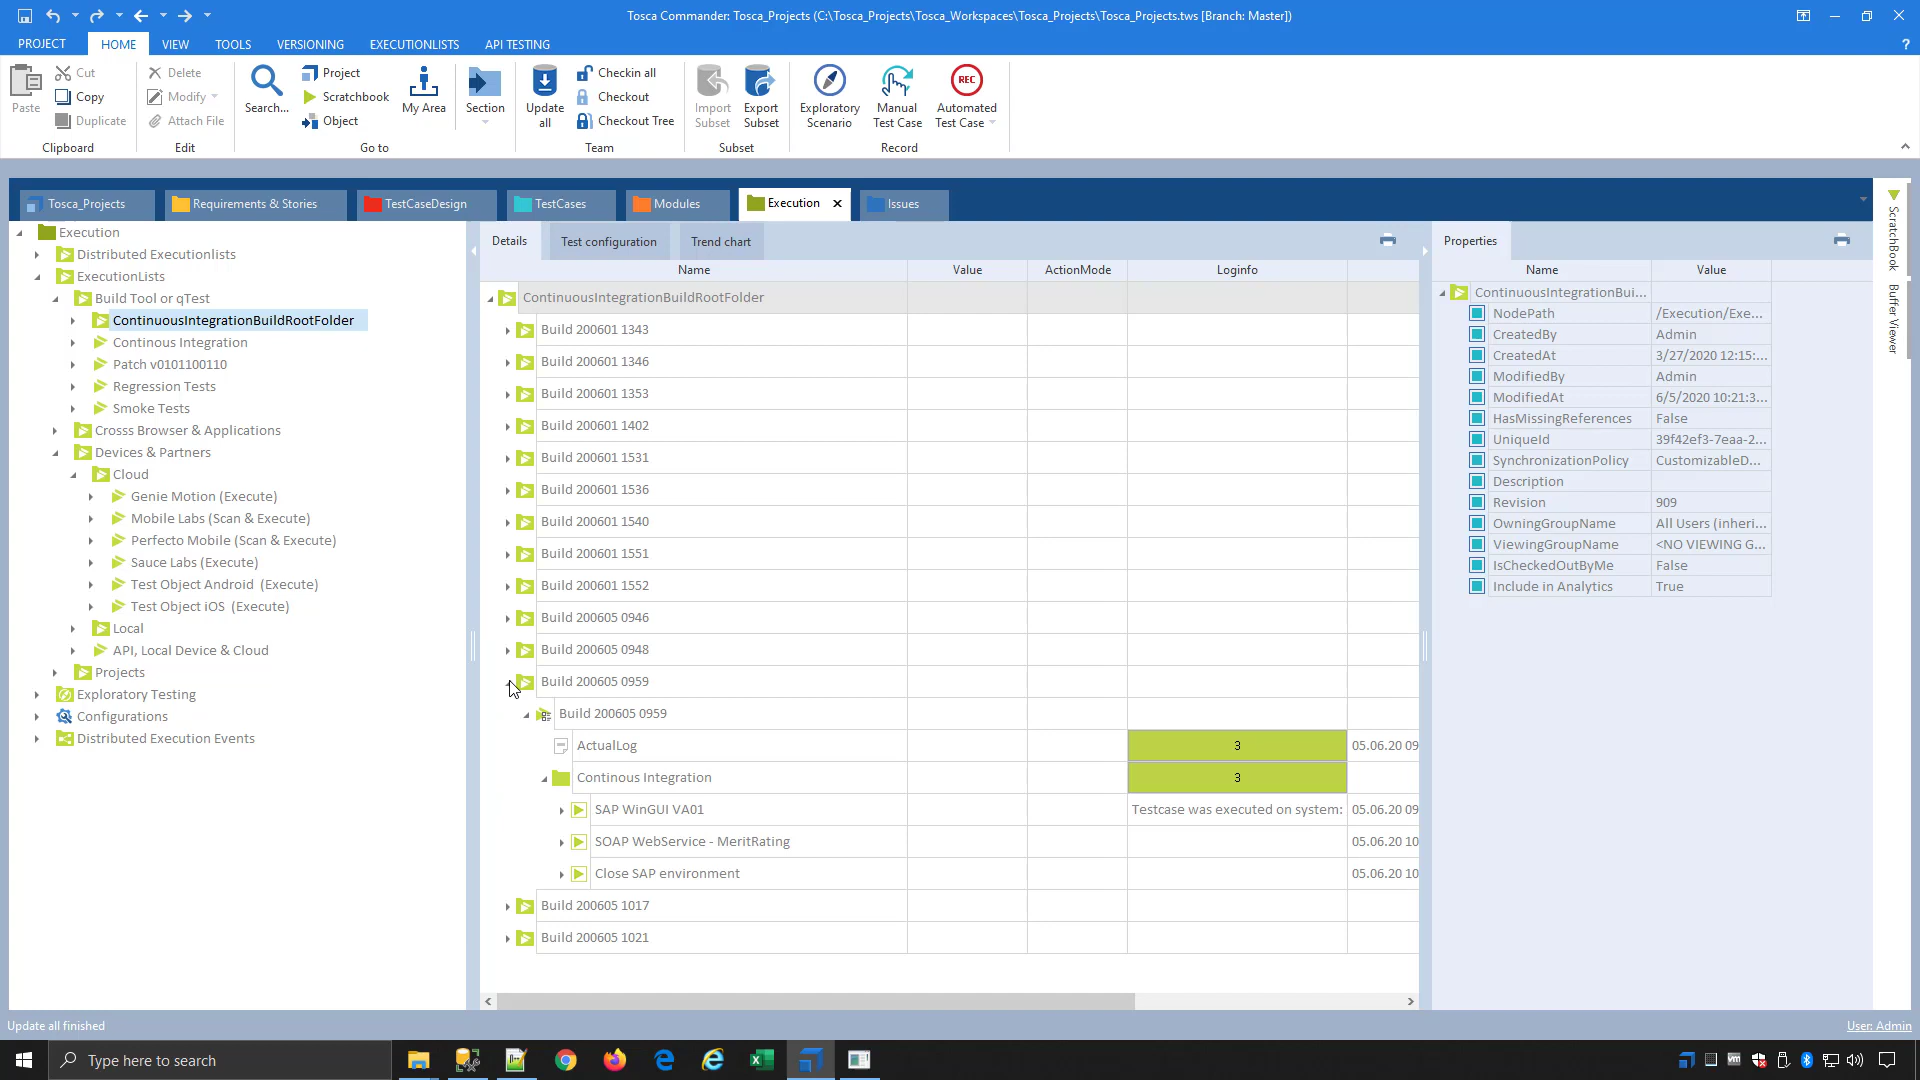 Tosca Commander: Tosca_Projects (C:\Tosca_Projects\Tosca_Workspaces\Tosca_Projects\Tosca_Projects.tws [Branch: Master])
PROJECT HOME VIEW TOOLS VERSIONING EXECUTIONLISTS API TESTING ?
Paste
Cut
Copy
Duplicate
Clipboard
Delete
Modify
Attach File
Edit
Search...
Project
Scratchbook
Object
My Area
Go to
Section
Update all
Checkin all
Checkout
Checkout Tree
Team
Import Subset
Export Subset
Subset
Exploratory Scenario
Manual Test Case
REC
Automated Test Case
Record
Tosca_Projects
Requirements & Stories
TestCaseDesign
TestCases
Modules
Execution
Issues
Execution
Distributed Executionlists
ExecutionLists
Build Tool or qTest
ContinuousIntegrationBuildRootFolder
Continous Integration
Patch v0101100110
Regression Tests
Smoke Tests
Crosss Browser & Applications
Devices & Partners
Cloud
Genie Motion (Execute)
Mobile Labs (Scan & Execute)
Perfecto Mobile (Scan & Execute)
Sauce Labs (Execute)
Test Object Android  (Execute)
Test Object iOS  (Execute)
Local
API, Local Device & Cloud
Projects
Exploratory Testing
Configurations
Distributed Execution Events
Details Test configuration Trend chart
Name Value ActionMode Loginfo
ContinuousIntegrationBuildRootFolder
Build 200601 1343
Build 200601 1346
Build 200601 1353
Build 200601 1402
Build 200601 1531
Build 200601 1536
Build 200601 1540
Build 200601 1551
Build 200601 1552
Build 200605 0946
Build 200605 0948
Build 200605 0959
Build 200605 0959
ActualLog 3 05.06.20 09
Continous Integration 3
SAP WinGUI VA01 Testcase was executed on system: 05.06.20 09
SOAP WebService - MeritRating 05.06.20 10
Close SAP environment 05.06.20 10
Build 200605 1017
Build 200605 1021
Properties
Name Value
ContinuousIntegrationBui...
NodePath /Execution/Exe...
CreatedBy Admin
CreatedAt 3/27/2020 12:15:...
ModifiedBy Admin
ModifiedAt 6/5/2020 10:21:3...
HasMissingReferences False
UniqueId 39f42ef3-7eaa-2...
SynchronizationPolicy CustomizableD...
Description
Revision 909
OwningGroupName All Users (inheri...
ViewingGroupName <NO VIEWING G...
IsCheckedOutByMe False
Include in Analytics True
ScratchBook
Buffer Viewer
Update all finished
User: Admin
Type here to search